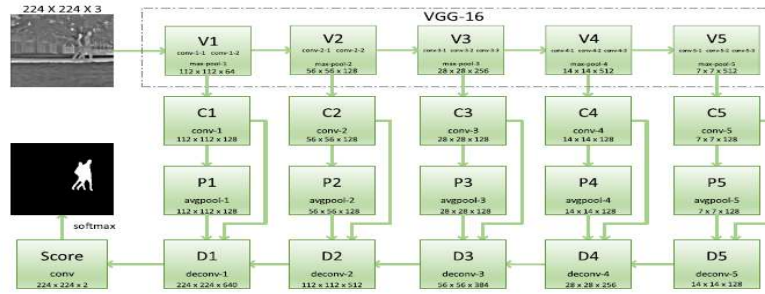 224 X 224 X 3
VGG-16
V1
conv-1-1 conv-1-2
max-pool-1
112 x 112 x 64
V2
conv-2-1 conv-2-2
max-pool-2
56 x 56 x 128
V3
conv-3-1 conv-3-2 conv-3-3
max-pool-3
28 x 28 x 256
V4
conv-4-1 conv-4-2 conv-4-3
max-pool-4
14 x 14 x 512
V5
conv-5-1 conv-5-2 conv-5-3
max-pool-5
7 x 7 x 512
C1
conv-1
112 x 112 x 128
C2
conv-2
56 x 56 x 128
C3
conv-3
28 x 28 x 128
C4
conv-4
14 x 14 x 128
C5
conv-5
7 x 7 x 128
P1
avgpool-1
112 x 112 x 128
P2
avgpool-2
56 x 56 x 128
P3
avgpool-3
28 x 28 x 128
P4
avgpool-4
14 x 14 x 128
P5
avgpool-5
7 x 7 x 128
softmax
Score
conv
224 x 224 x 2
D1
deconv-1
224 x 224 x 640
D2
deconv-2
112 x 112 x 512
D3
deconv-3
56 x 56 x 384
D4
deconv-4
28 x 28 x 256
D5
deconv-5
14 x 14 x 128